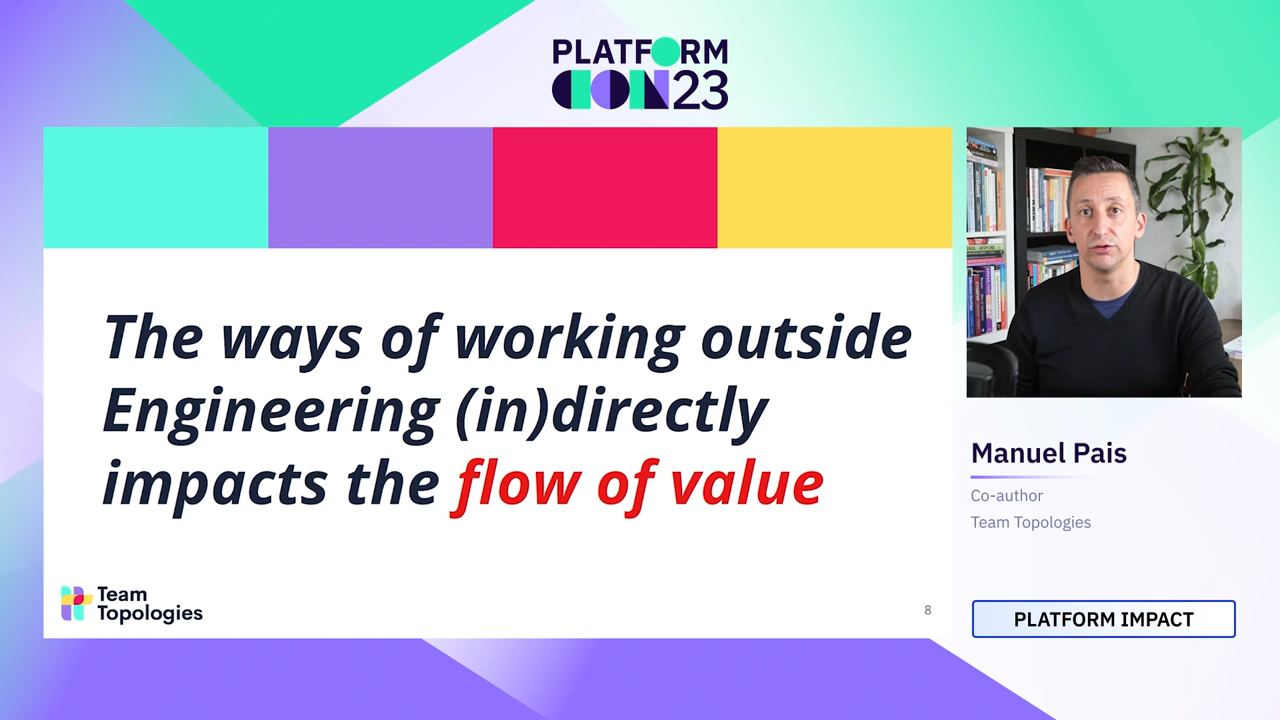 PLATFORM
CON23
The ways of working outside
Engineering (in)directly
impacts the flow of value
Team
Topologies
8
Manuel Pais
Co-author
Team Topologies
PLATFORM IMPACT